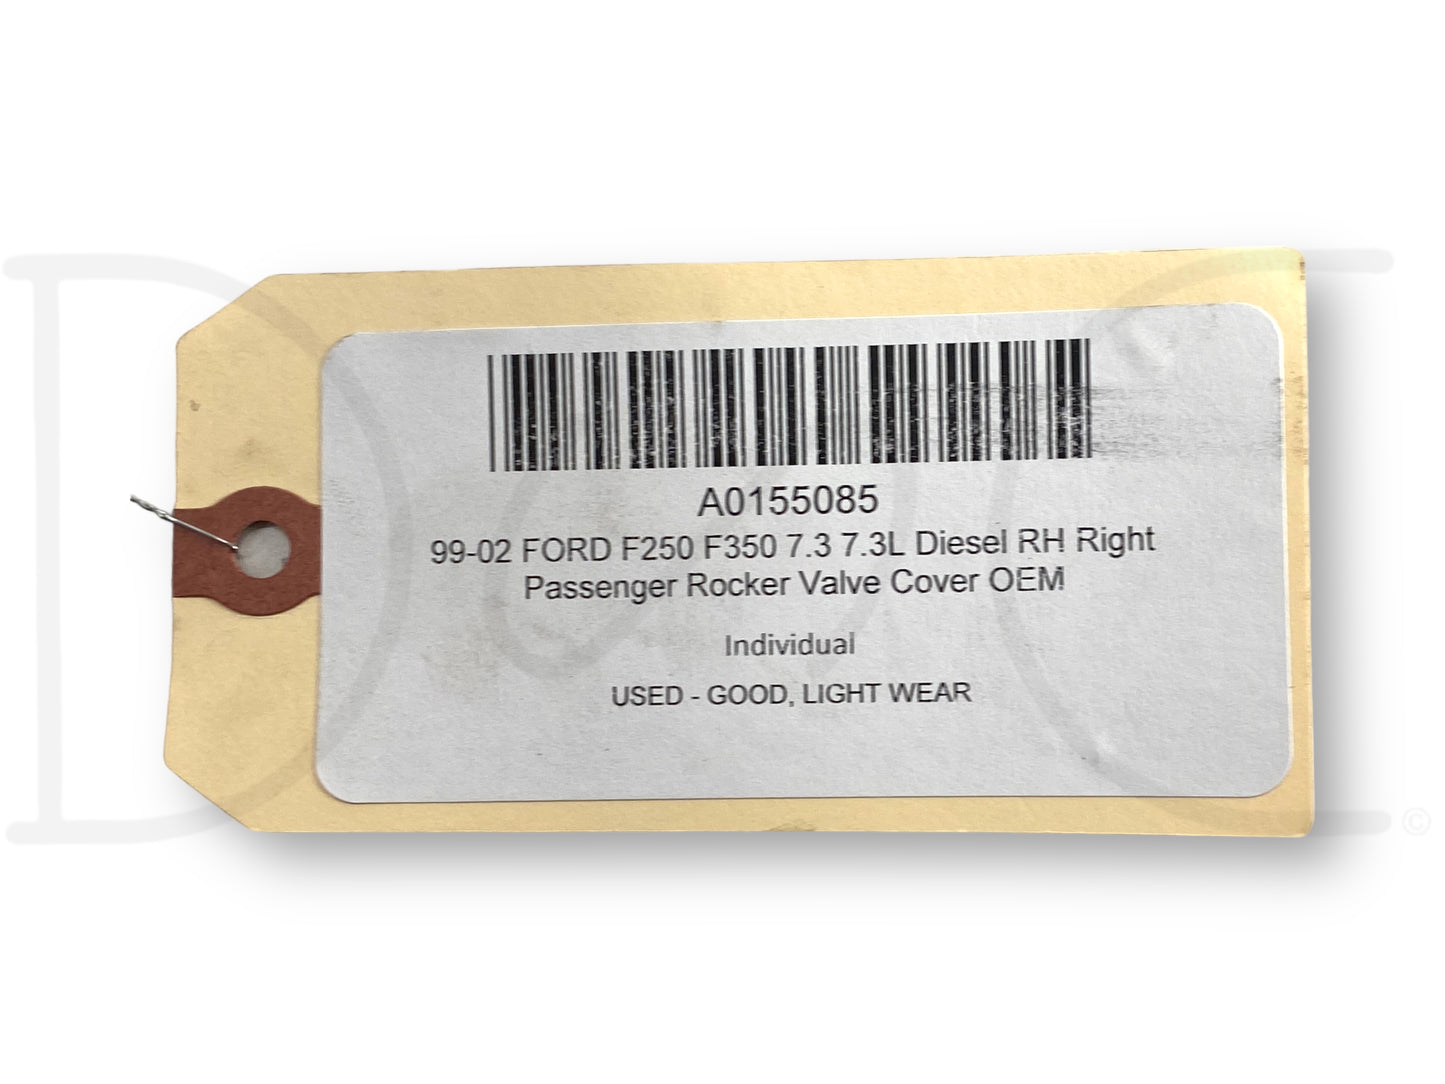 A0155085
99-02 FORD F250 F350 7.3 7.3L Diesel RH Right
Passenger Rocker Valve Cover OEM
Individual
USED - GOOD, LIGHT WEAR
©